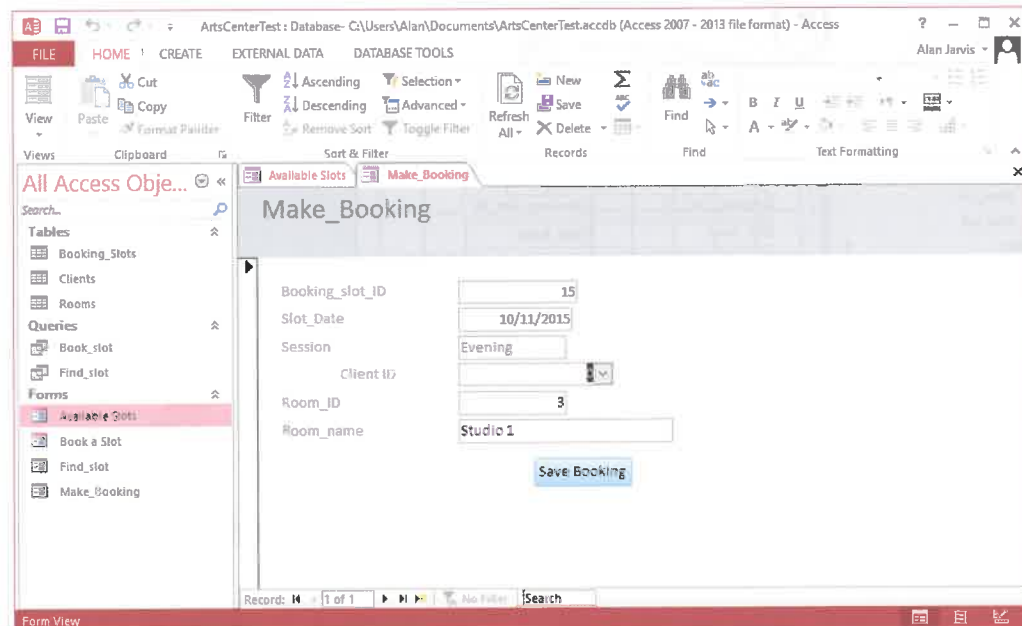 ArtsCenterTest : Database- C:\Users\Alan\Documents\ArtsCenterTest.accdb (Access 2007 - 2013 file format) - Access ?
FILE HOME CREATE EXTERNAL DATA DATABASE TOOLS Alan Jarvis
View Paste Cut Copy Format Painter
Filter Ascending Descending Remove Sort Selection Advanced Toggle Filter
Refresh All New Save Delete
Find
B I U A
Views Clipboard Sort & Filter Records Find Text Formatting
All Access Obje...
Search...
Tables
Booking_Slots
Clients
Rooms
Queries
Book_slot
Find_slot
Forms
Available Slots
Book a Slot
Find_slot
Make_Booking
Available Slots Make_Booking
Make_Booking
Booking_slot_ID 15
Slot_Date 10/11/2015
Session Evening
Client ID
Room_ID 3
Room_name Studio 1
Save Booking
Record: 1 of 1 No Filter Search
Form View